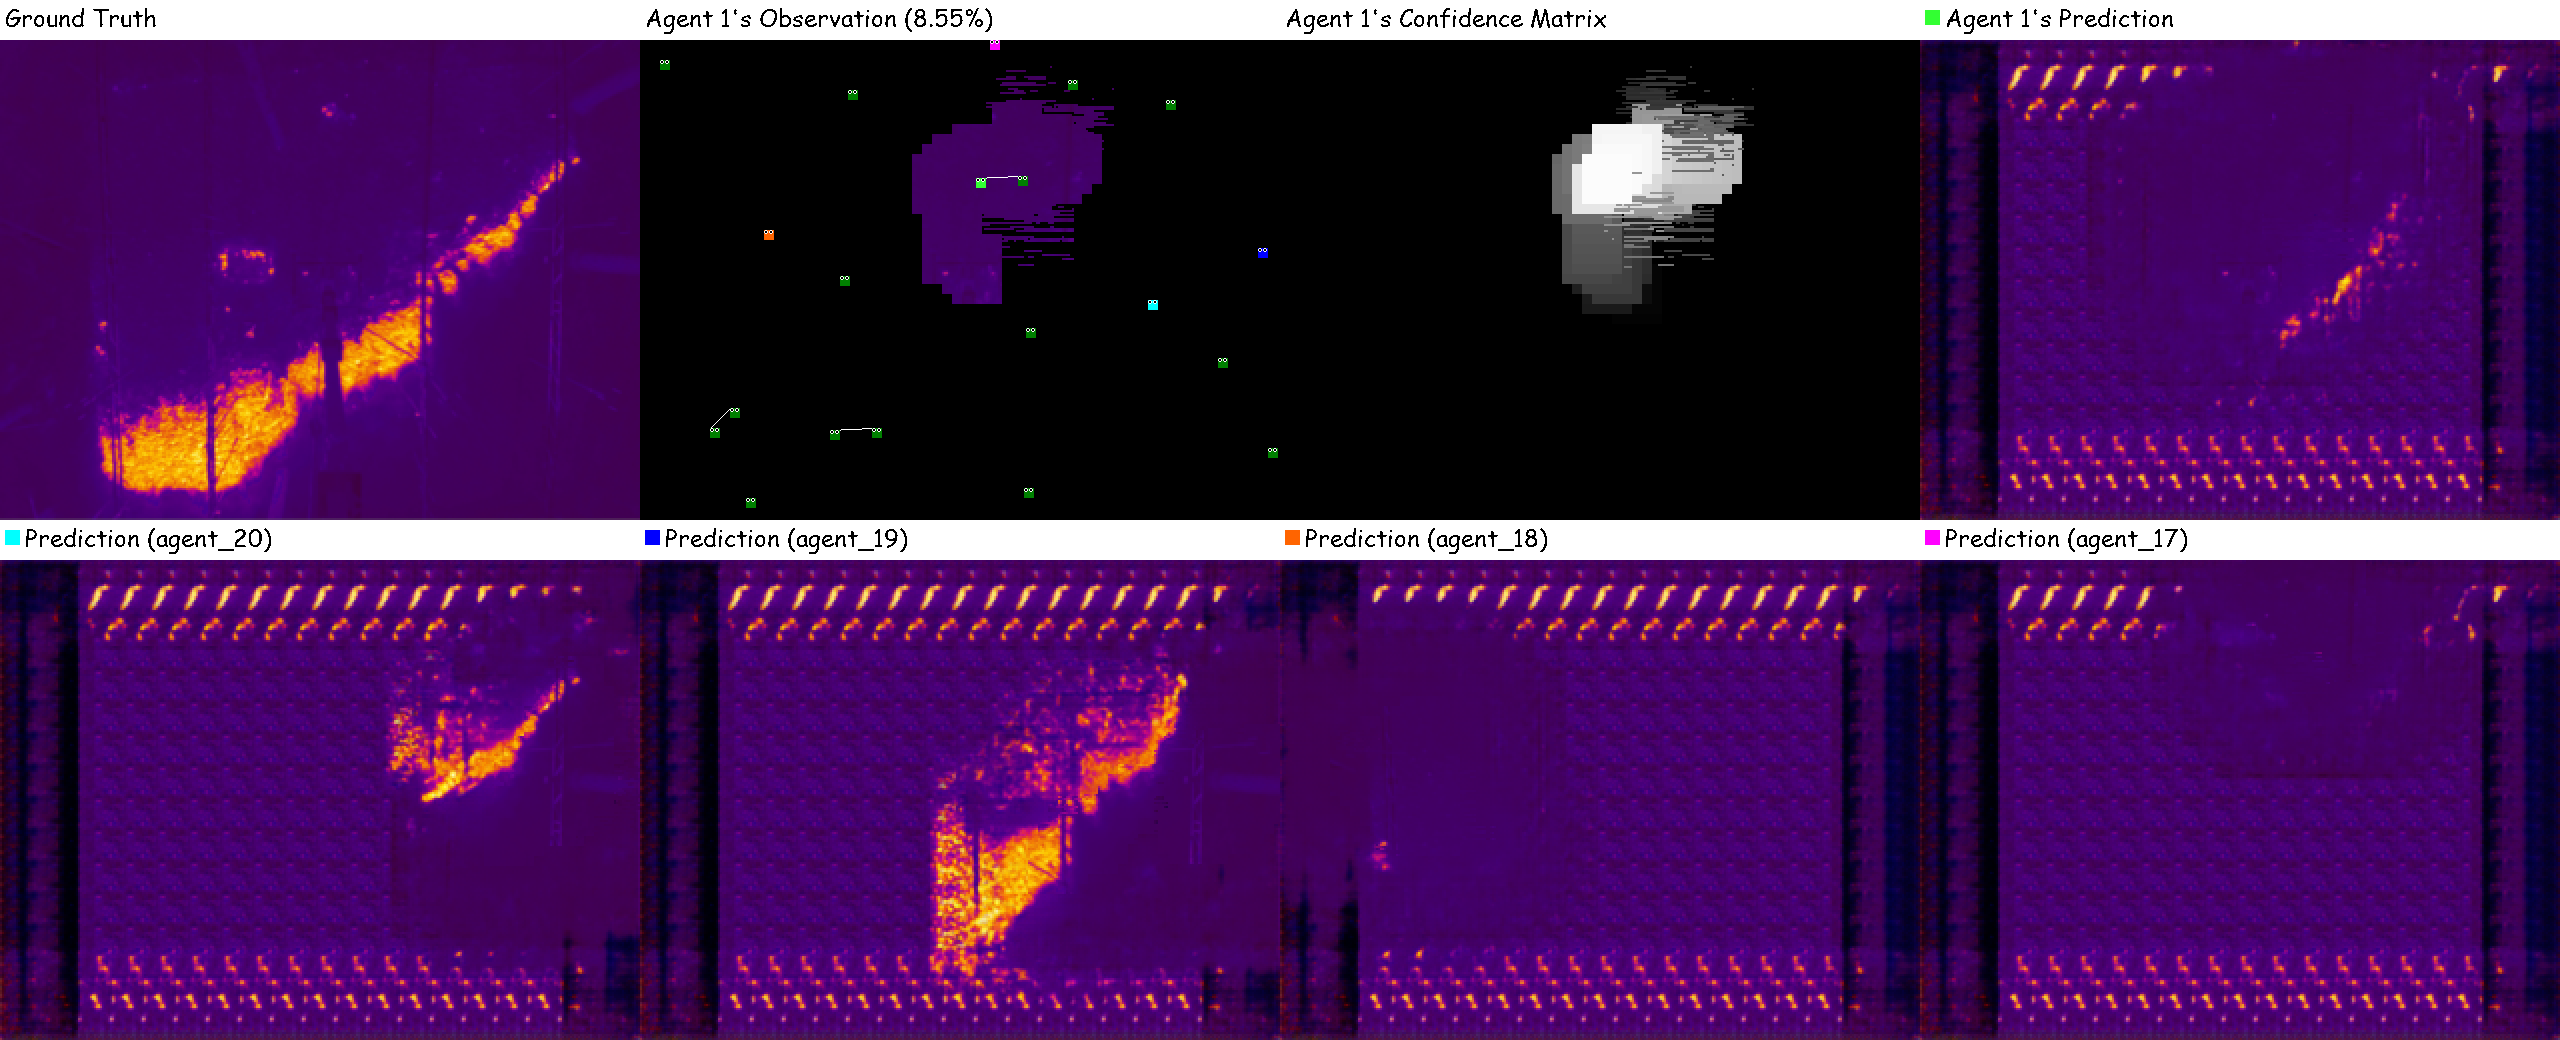 Ground Truth
Agent 1's Observation (8.55%)
Agent 1's Confidence Matrix
Agent 1's Prediction
Prediction (agent_20)
Prediction (agent_19)
Prediction (agent_18)
Prediction (agent_17)